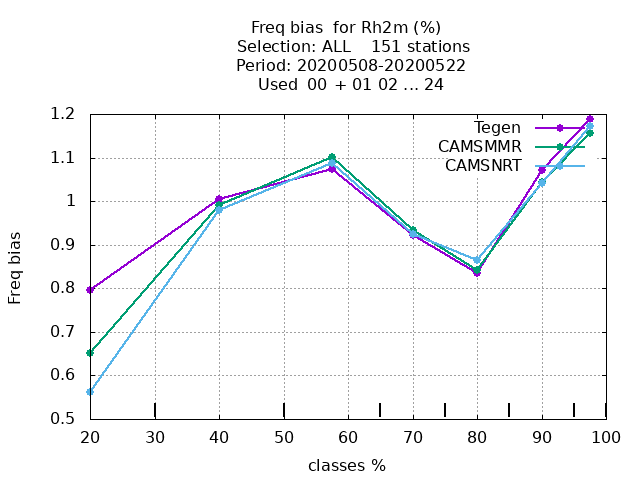 Freq bias  for Rh2m (%)
Selection: ALL    151 stations
Period: 20200508-20200522
Used  00  + 01 02 ... 24
Tegen
CAMSMMR
CAMSNRT
1.2
1.1
1
0.9
0.8
0.7
0.6
0.5
Freq bias
20 30 40 50 60 70 80 90 100
classes %